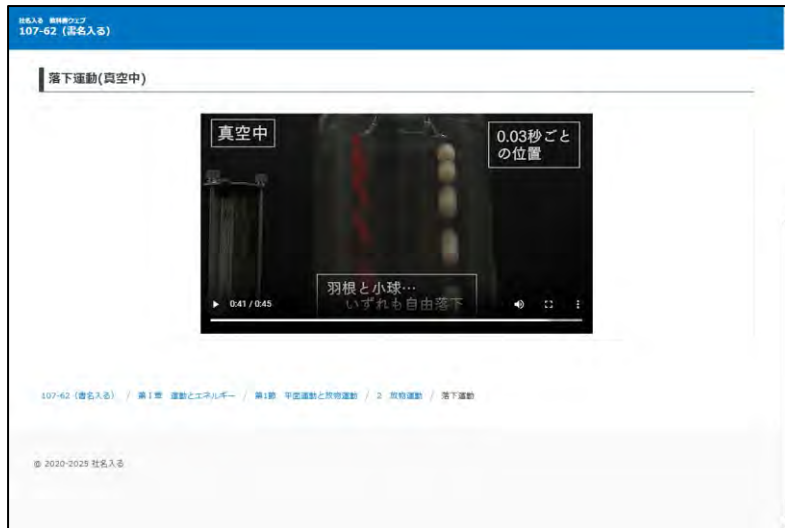 社名入る 教科書ウェブ
107-62 (書名入る)
落下運動(真空中)
真空中
0.03秒ごと
の位置
羽根と小球…
いずれも自由落下
0:41 / 0:45
107-62 (書名入る) / 第Ⅰ章 運動とエネルギー / 第1節 平面運動と放物運動 / 2 放物運動 / 落下運動
© 2020-2025 社名入る